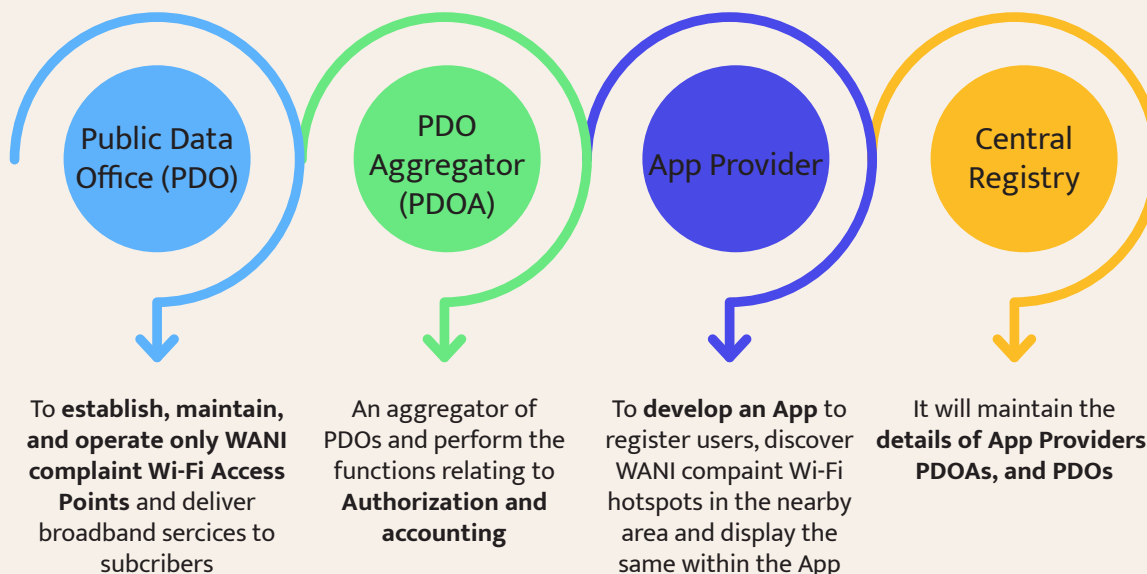 Public Data
Office (PDO)
PDO
Aggregator
(PDOA)
App Provider
Central
Registry
To establish, maintain,
and operate only WANI
complaint Wi-Fi Access
Points and deliver
broadband sercices to
subcribers
An aggregator of
PDOs and perform the
functions relating to
Authorization and
accounting
To develop an App to
register users, discover
WANI compaint Wi-Fi
hotspots in the nearby
area and display the
same within the App
It will maintain the
details of App Providers
PDOAs, and PDOs